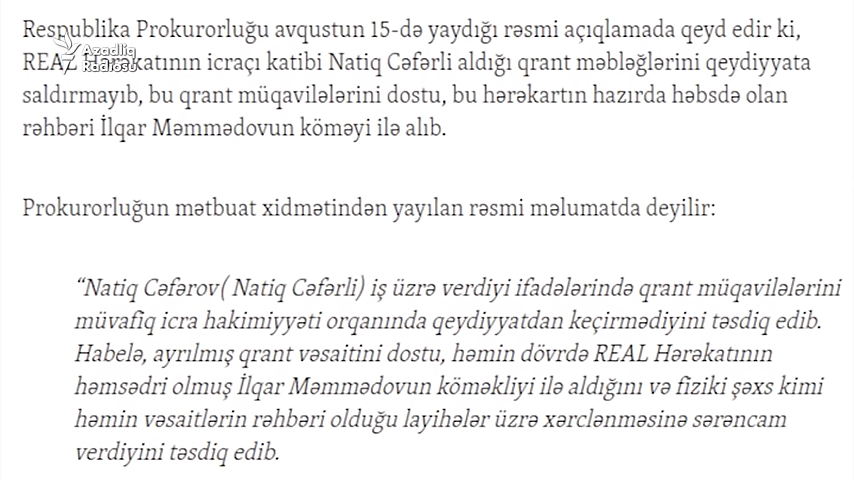 Respublika Prokurorluğu avqustun 15-də yaydığı rəsmi açıqlamada qeyd edir ki,
REAL Hərəkatının icraçı katibi Natiq Cəfərli aldığı qrant məbləğlərini qeydiyyata
Azadlıq
Radiosu
saldırmayıb, bu qrant müqavilələrini dostu, bu hərəkartın hazırda həbsdə olan
rəhbəri İlqar Məmmədovun köməyi ilə alıb.
Prokurorluğun mətbuat xidmətindən yayılan rəsmi məlumatda deyilir:
“Natiq Cəfərov( Natiq Cəfərli) iş üzrə verdiyi ifadələrində qrant müqavilələrini
müvafiq icra hakimiyyəti orqanında qeydiyyatdan keçirmədiyini təsdiq edib.
Habelə, ayrılmış qrant vəsaitini dostu, həmin dövrdə REAL Hərəkatının
həmsədri olmuş İlqar Məmmədovun köməkliyi ilə aldığını və fiziki şəxs kimi
həmin vəsaitlərin rəhbəri olduğu layihələr üzrə xərclənməsinə sərəncam
verdiyini təsdiq edib.